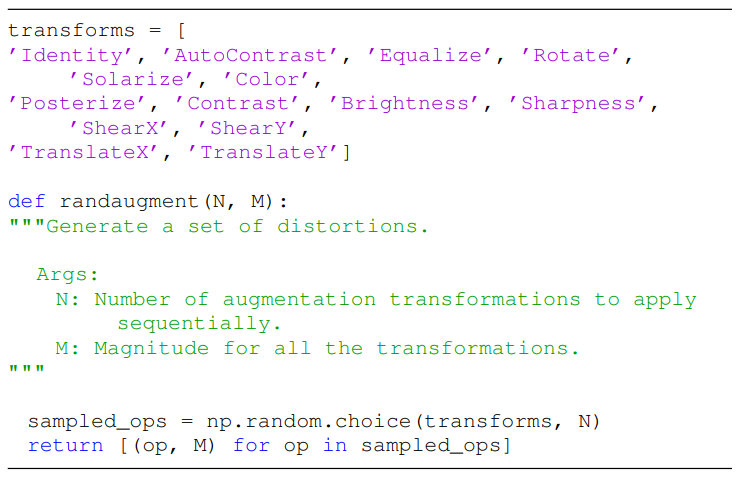 transforms = [
’Identity’, ’AutoContrast’, ’Equalize’, ’Rotate’,
’Solarize’, ’Color’,
’Posterize’, ’Contrast’, ’Brightness’, ’Sharpness’,
’ShearX’, ’ShearY’,
’TranslateX’, ’TranslateY’]
def randaugment(N, M):
"""Generate a set of distortions.
Args:
N: Number of augmentation transformations to apply
sequentially.
M: Magnitude for all the transformations.
"""
sampled_ops = np.random.choice(transforms, N)
return [(op, M) for op in sampled_ops]